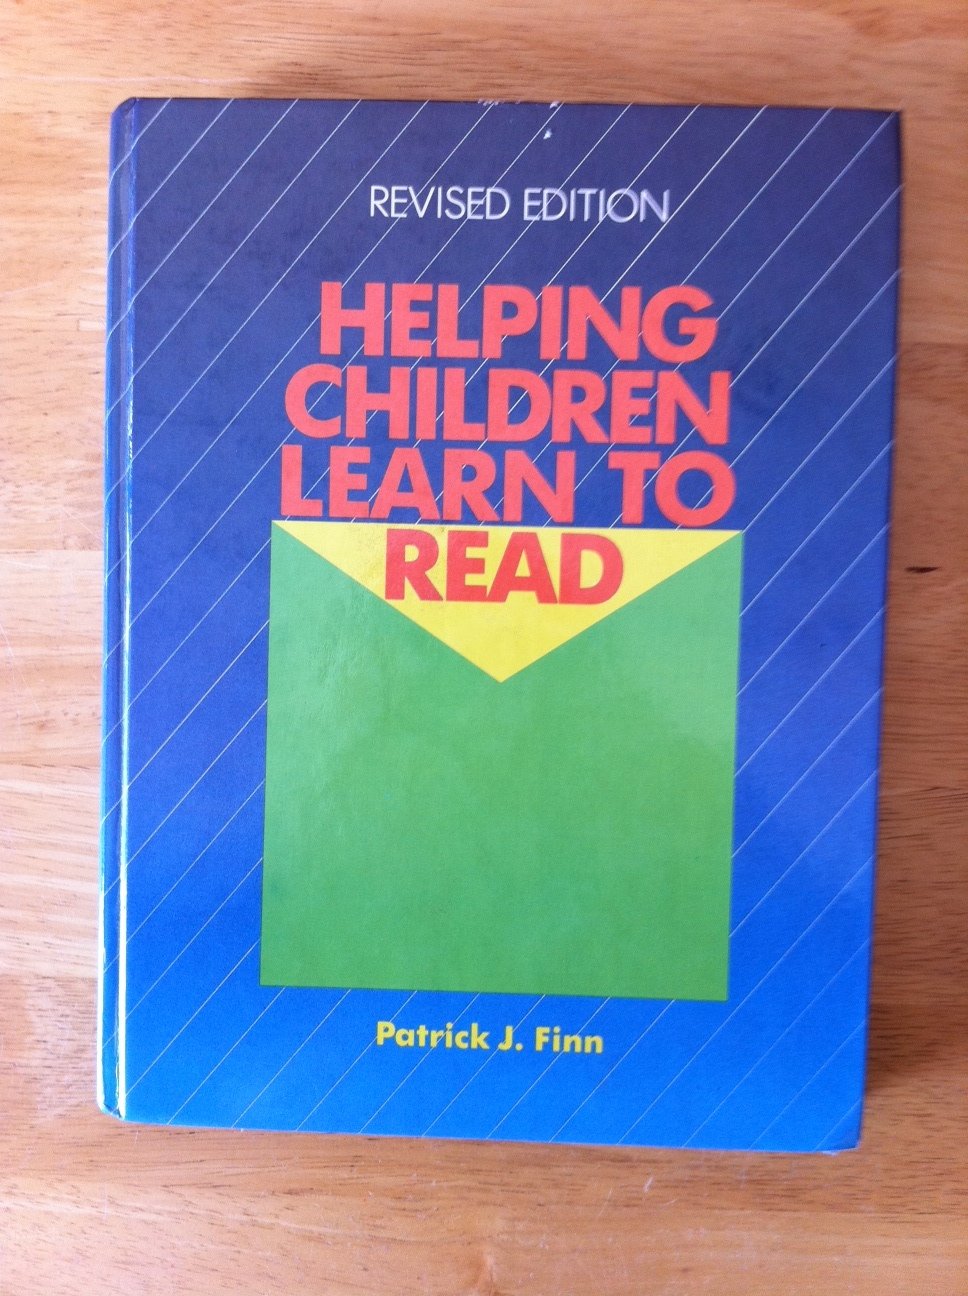 REVISED EDITION
HELPING
CHILDREN
LEARN TO
READ
Patrick J. Finn